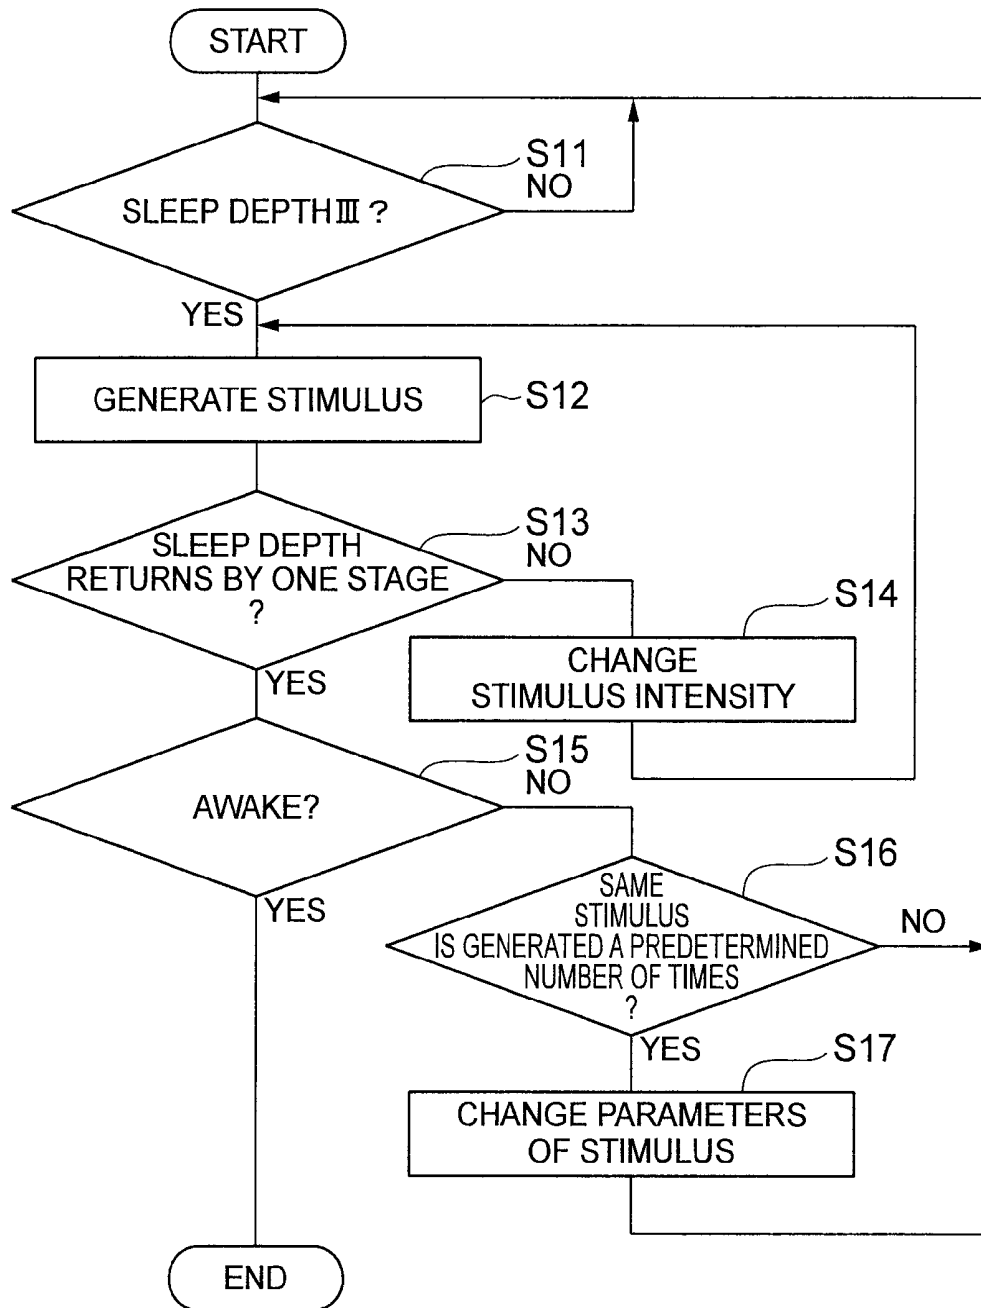 START
S11
NO
SLEEP DEPTH Ⅲ ?
YES
GENERATE STIMULUS
S12
S13
NO
SLEEP DEPTH
RETURNS BY ONE STAGE
?
S14
CHANGE
STIMULUS INTENSITY
YES
S15
NO
AWAKE?
S16
SAME
STIMULUS
IS GENERATED A PREDETERMINED
NUMBER OF TIMES
?
NO
YES
YES
S17
CHANGE PARAMETERS
OF STIMULUS
END